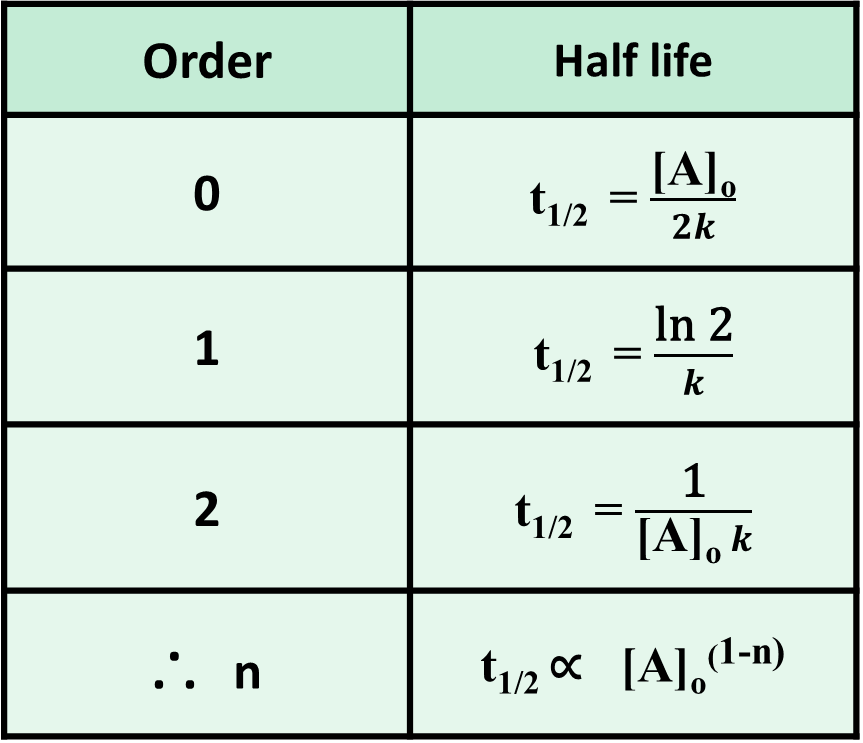 Order Half life
0 t₁/₂ = [A]ₒ / 2k
1 t₁/₂ = ln 2 / k
2 t₁/₂ = 1 / [A]ₒ k
∴ n t₁/₂ ∝ [A]ₒ⁽¹⁻ⁿ⁾